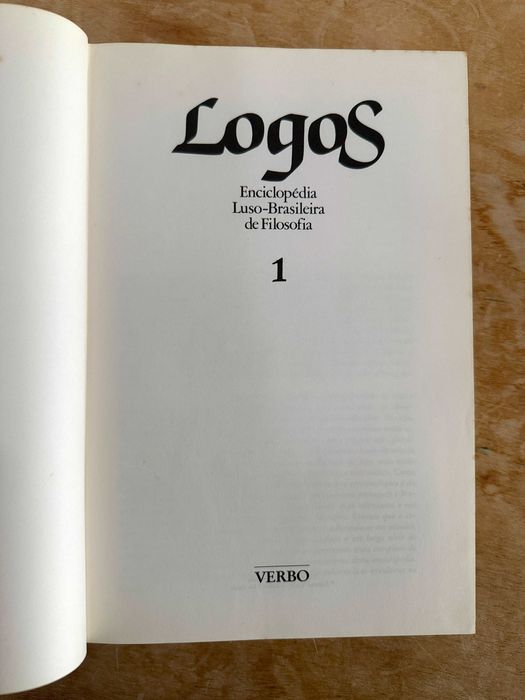 Logos
Enciclopédia
Luso-Brasileira
de Filosofia
1
VERBO